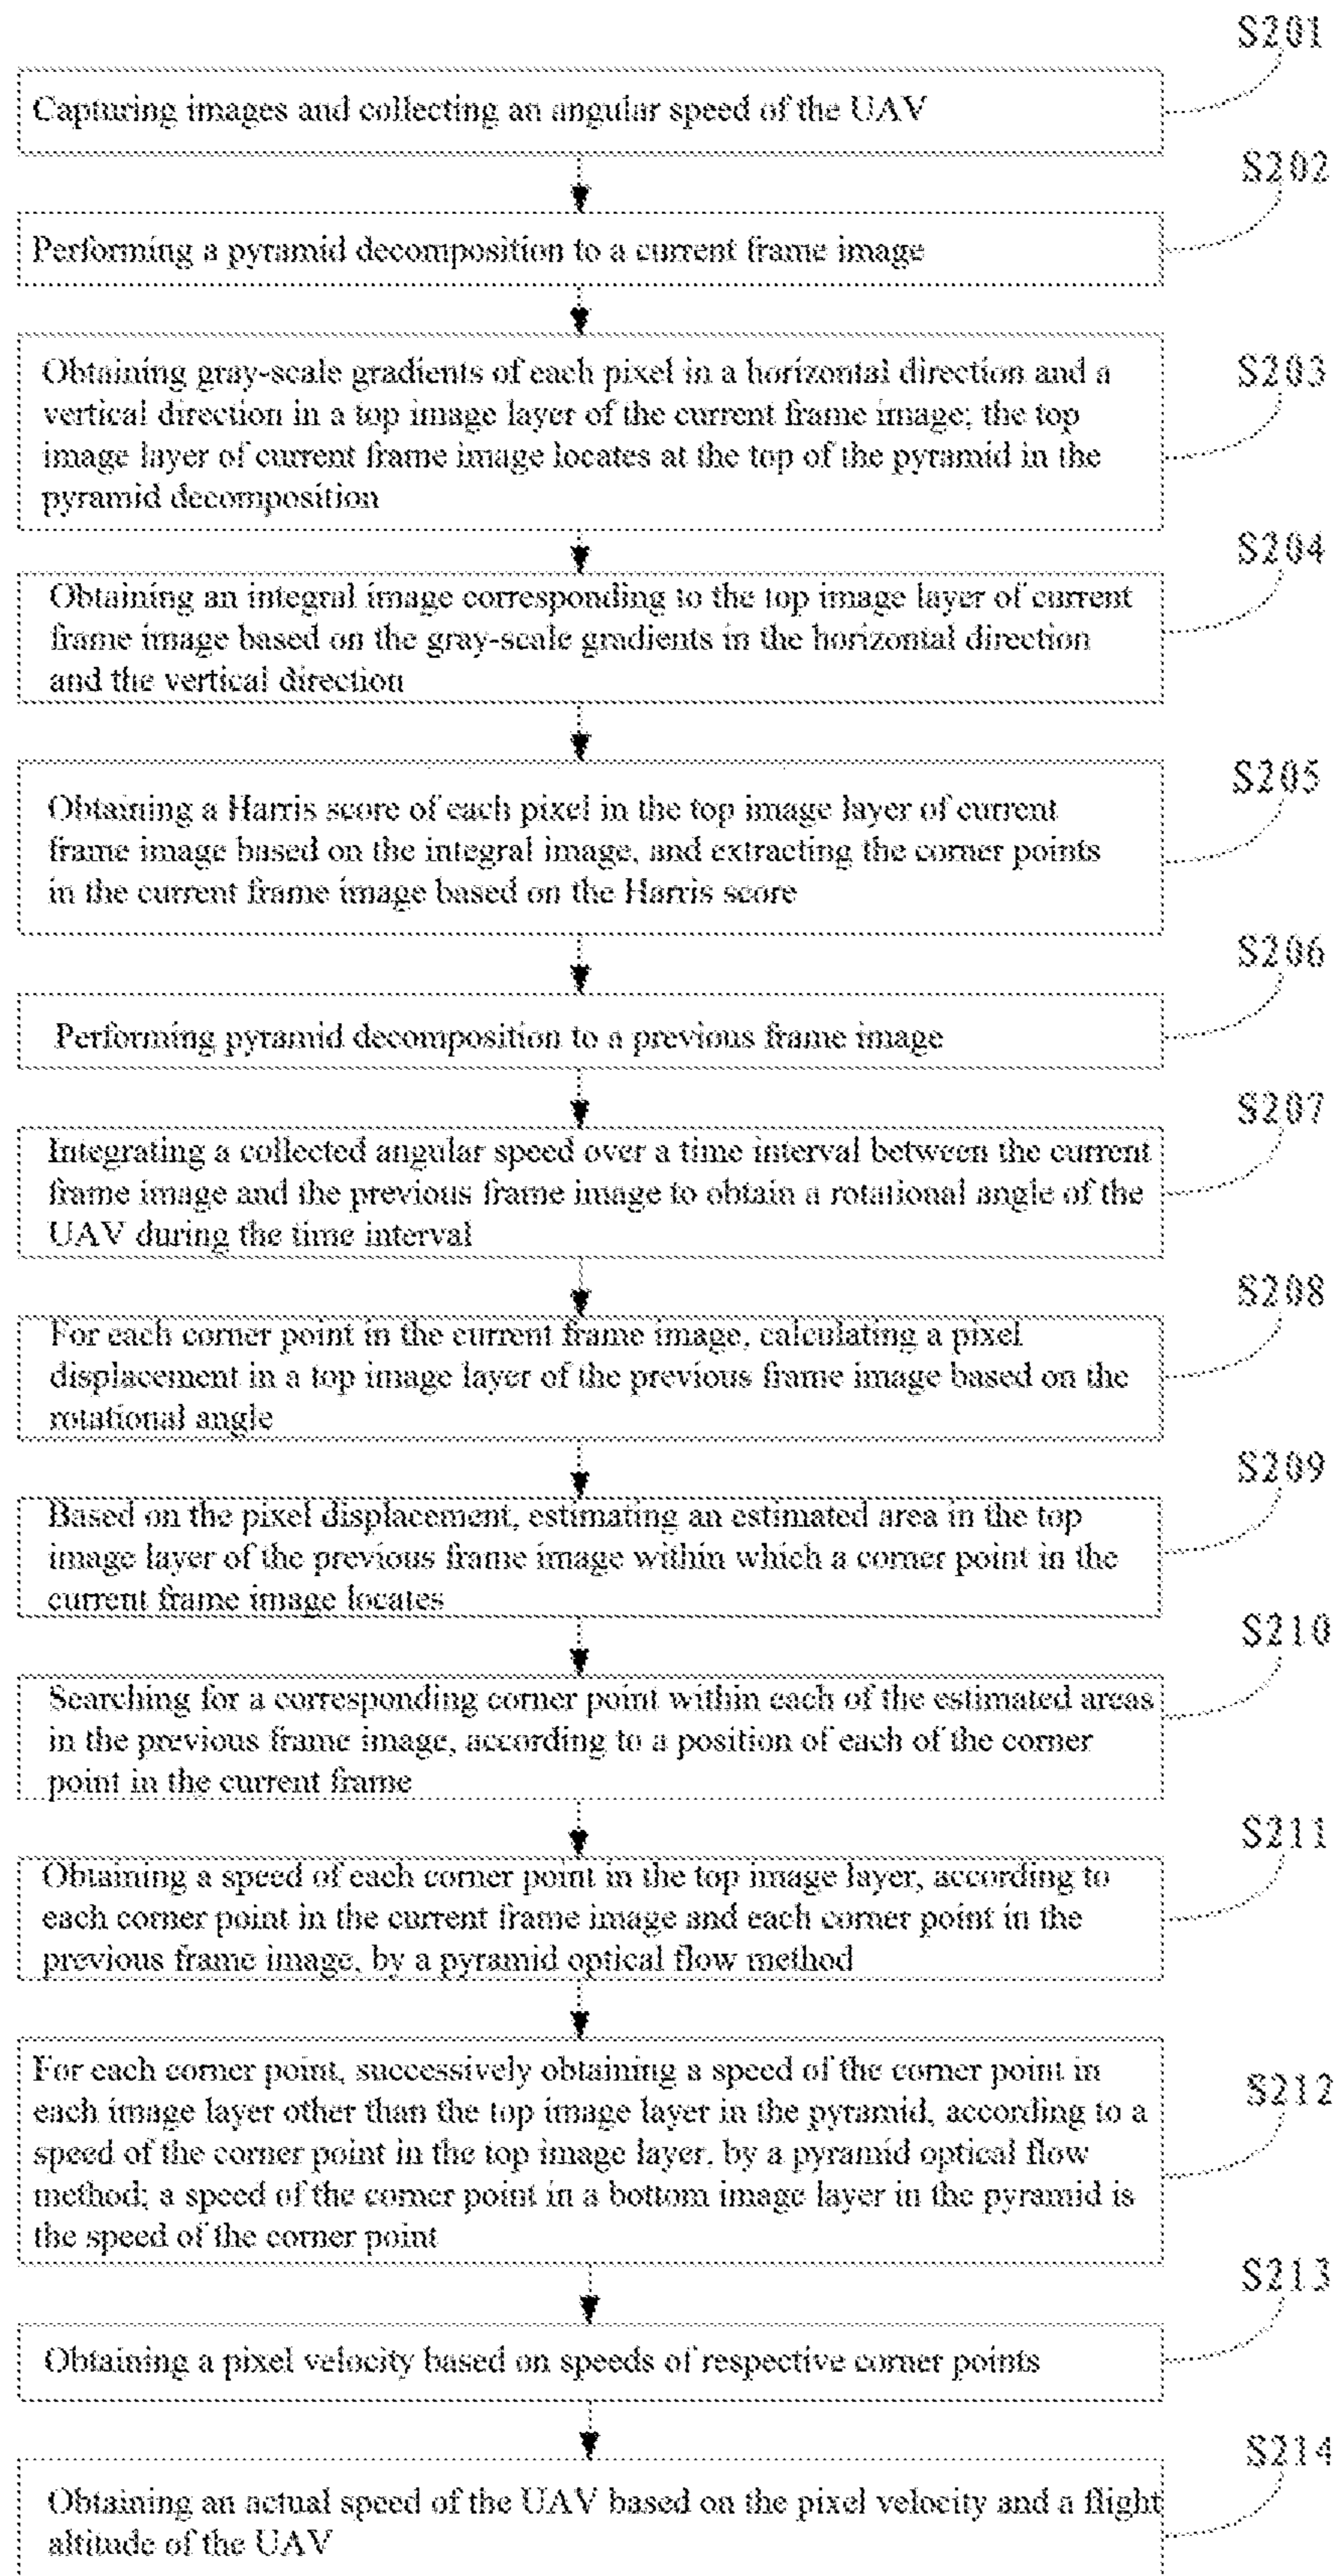 S201
Capturing images and collecting an angular speed of the UAV
S202
Performing a pyramid decomposition to a current frame image
S203
Obtaining gray-scale gradients of each pixel in a horizontal direction and a
vertical direction in a top image layer of the current frame image; the top
image layer of current frame image locates at the top of the pyramid in the
pyramid decomposition
S204
Obtaining an integral image corresponding to the top image layer of current
frame image based on the gray-scale gradients in the horizontal direction
and the vertical direction
S205
Obtaining a Harris score of each pixel in the top image layer of current
frame image based on the integral image, and extracting the corner points
in the current frame image based on the Harris score
S206
Performing pyramid decomposition to a previous frame image
S207
Integrating a collected angular speed over a time interval between the current
frame image and the previous frame image to obtain a rotational angle of the
UAV during the time interval
S208
For each corner point in the current frame image, calculating a pixel
displacement in a top image layer of the previous frame image based on the
rotational angle
S209
Based on the pixel displacement, estimating an estimated area in the top
image layer of the previous frame image within which a corner point in the
current frame image locates
S210
Searching for a corresponding corner point within each of the estimated areas
in the previous frame image, according to a position of each of the corner
point in the current frame
S211
Obtaining a speed of each corner point in the top image layer, according to
each corner point in the current frame image and each corner point in the
previous frame image, by a pyramid optical flow method
S212
For each corner point, successively obtaining a speed of the corner point in
each image layer other than the top image layer in the pyramid, according to a
speed of the corner point in the top image layer, by a pyramid optical flow
method; a speed of the corner point in a bottom image layer in the pyramid is
the speed of the corner point
S213
Obtaining a pixel velocity based on speeds of respective corner points
S214
Obtaining an actual speed of the UAV based on the pixel velocity and a flight
altitude of the UAV